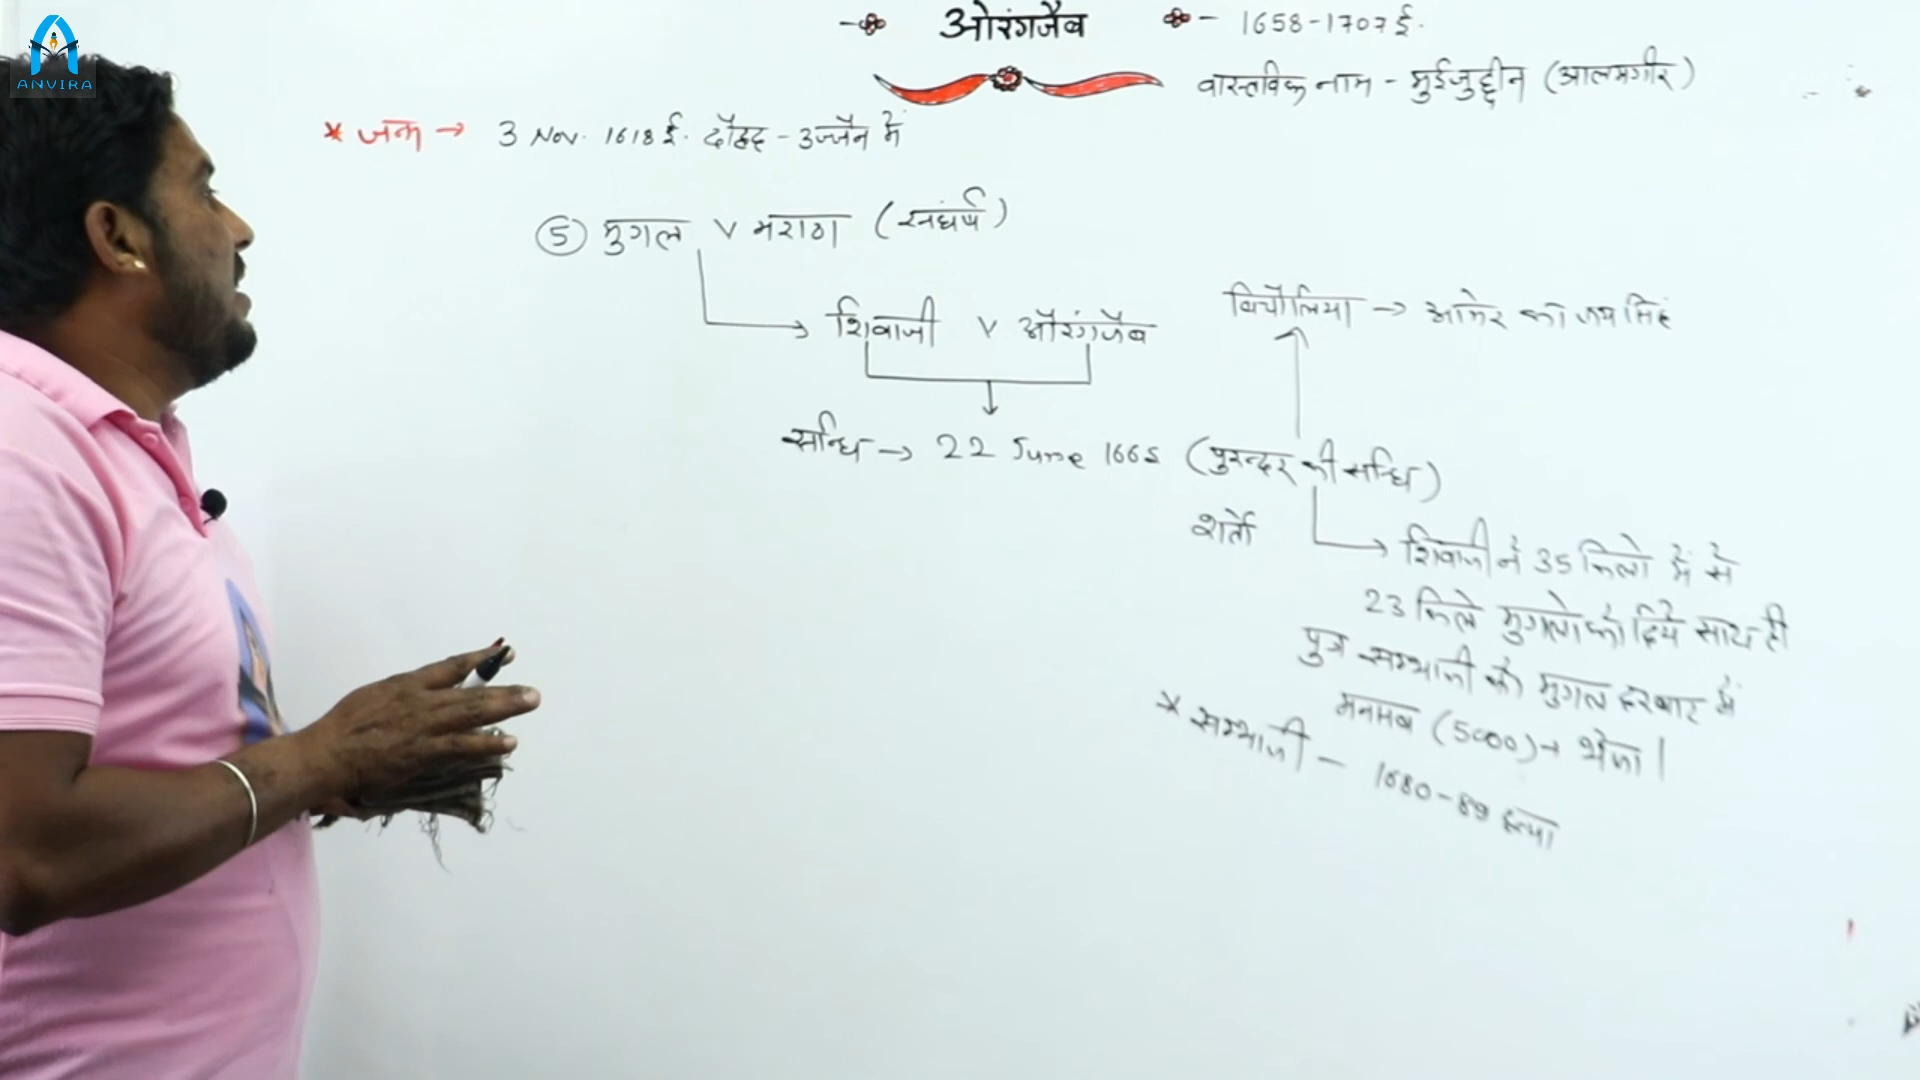 ANVIRA
औरंगजेब - 1658-1707 ई.
वास्तविक नाम - मुईजुद्दीन (आलमगीर)
* जन्म → 3 Nov. 1618 ई. दौहद - उज्जैन में
(5) मुगल V मराठा (संघर्ष)
शिवाजी V औरंगजेब
बिचौलिया → आमेर का जयसिंह
सन्धि → 22 June 1665 (पुरन्दर की सन्धि)
शर्ते
→ शिवाजी ने 35 किलो में से
23 किले मुगलो को दिये साथ ही
पुत्र सम्भाजी को मुगल दरबार में
मनसब (5000) → भेजा।
* सम्भाजी - 1680-89 हत्या